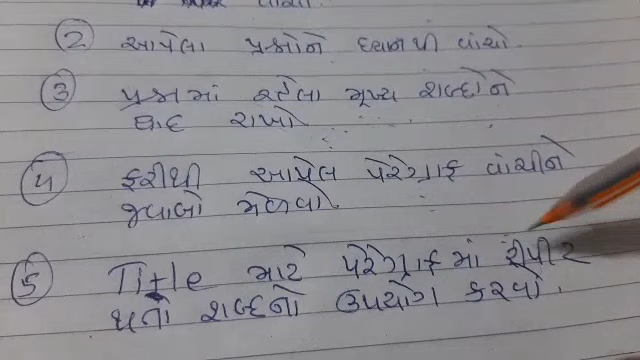 વાંચો
② આપેલા પ્રશ્નોને ધ્યાનથી વાંચો.
③ પ્રશ્નમાં રહેલા મૂખ્ય શબ્દોને
યાદ રાખો
૪ ફરીથી આપેલ પેરેગ્રાફ વાંચીને
જવાબો મેળવો
⑤ Title માટે પેરેગ્રાફમાં રીપીટ
થતો શબ્દનો ઉપયોગ કરવો.